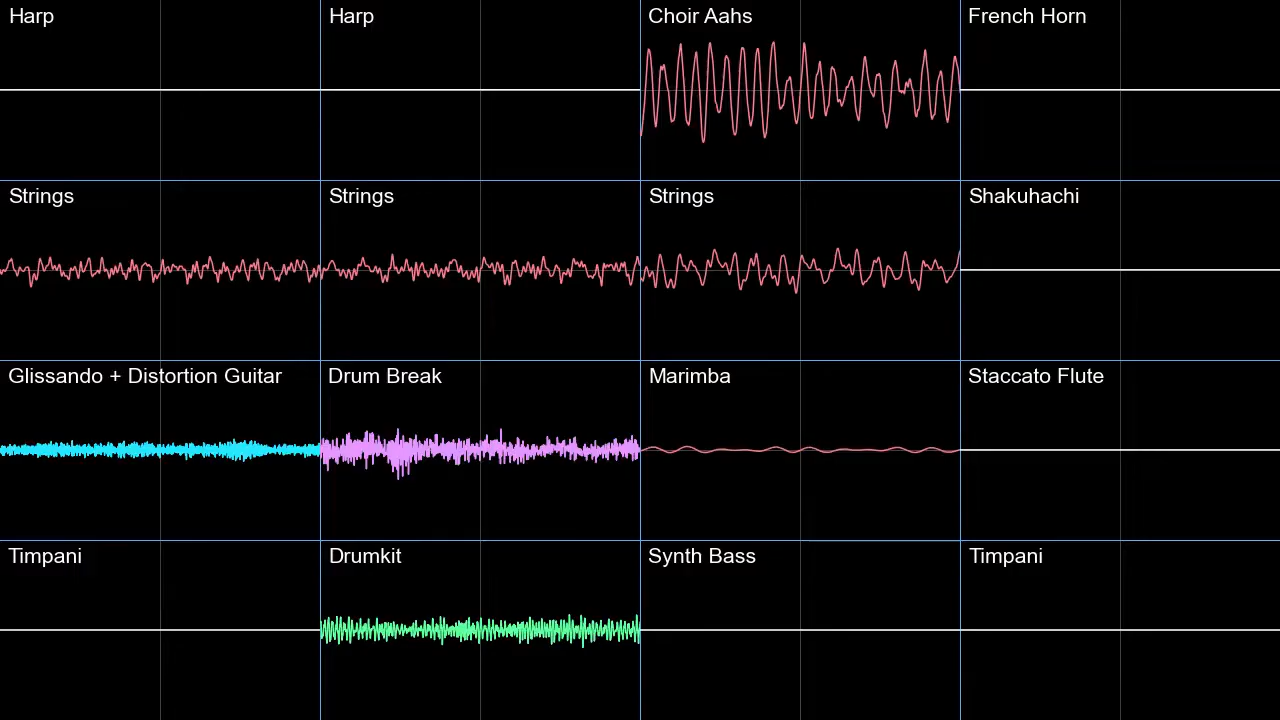 Harp
Harp
Choir Aahs
French Horn
Strings
Strings
Strings
Shakuhachi
Glissando + Distortion Guitar
Drum Break
Marimba
Staccato Flute
Timpani
Drumkit
Synth Bass
Timpani